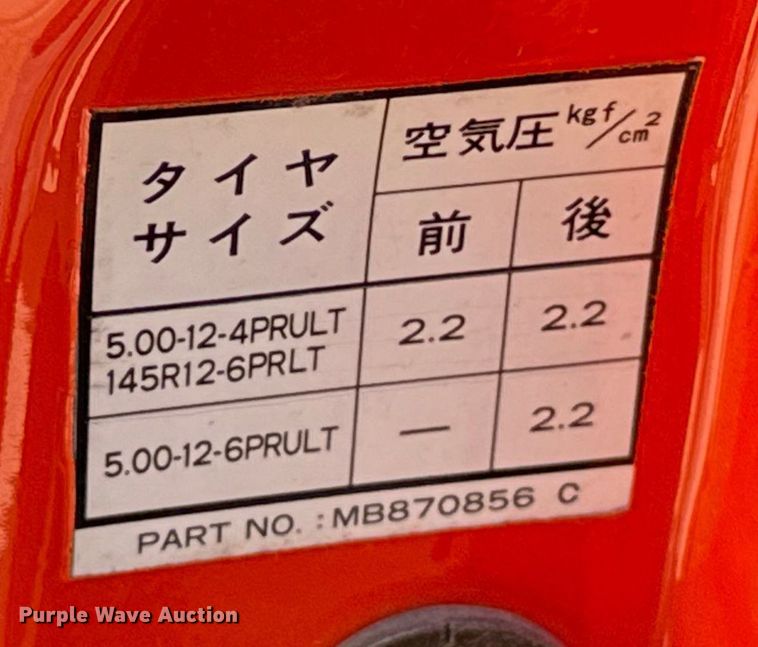 タイヤ
サイズ
空気圧 kgf/cm²
前 後
5.00-12-4PRULT
145R12-6PRLT
2.2 2.2
5.00-12-6PRULT — 2.2
PART NO. : MB870856 C
Purple Wave Auction